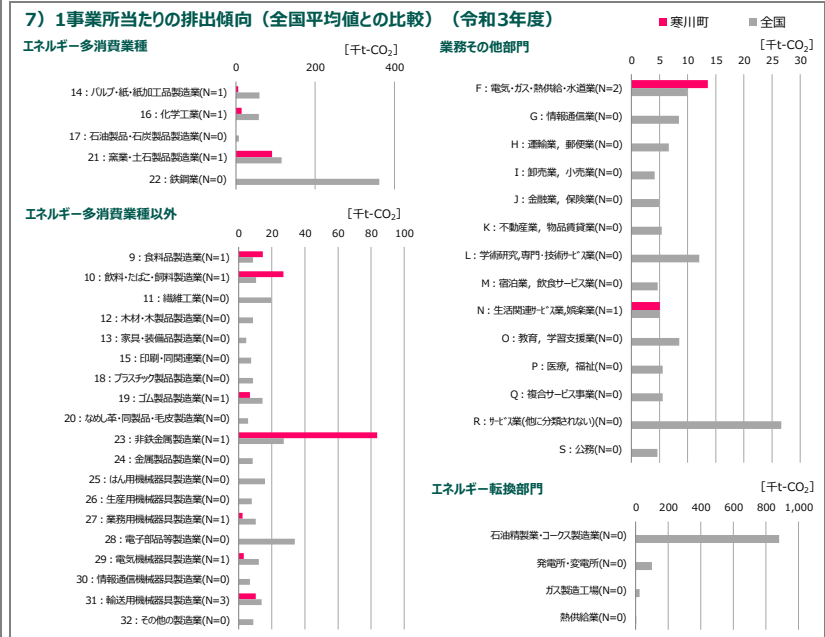 7）1事業所当たりの排出傾向（全国平均値との比較）（令和3年度）
■寒川町 ■全国
エネルギー多消費業種
[千t-CO₂]
0 200 400
14：パルプ・紙・紙加工品製造業(N=1)
16：化学工業(N=1)
17：石油製品・石炭製品製造業(N=0)
21：窯業・土石製品製造業(N=1)
22：鉄鋼業(N=0)
エネルギー多消費業種以外
[千t-CO₂]
0 20 40 60 80 100
9：食料品製造業(N=1)
10：飲料・たばこ・飼料製造業(N=1)
11：繊維工業(N=0)
12：木材・木製品製造業(N=0)
13：家具・装備品製造業(N=0)
15：印刷・同関連業(N=0)
18：プラスチック製品製造業(N=0)
19：ゴム製品製造業(N=1)
20：なめし革・同製品・毛皮製造業(N=0)
23：非鉄金属製造業(N=1)
24：金属製品製造業(N=0)
25：はん用機械器具製造業(N=0)
26：生産用機械器具製造業(N=0)
27：業務用機械器具製造業(N=1)
28：電子部品等製造業(N=0)
29：電気機械器具製造業(N=1)
30：情報通信機械器具製造業(N=0)
31：輸送用機械器具製造業(N=3)
32：その他の製造業(N=0)
業務その他部門
[千t-CO₂]
0 5 10 15 20 25 30
F：電気・ガス・熱供給・水道業(N=2)
G：情報通信業(N=0)
H：運輸業，郵便業(N=0)
I：卸売業，小売業(N=0)
J：金融業，保険業(N=0)
K：不動産業，物品賃貸業(N=0)
L：学術研究,専門・技術サービス業(N=0)
M：宿泊業，飲食サービス業(N=0)
N：生活関連サービス業,娯楽業(N=1)
O：教育，学習支援業(N=0)
P：医療，福祉(N=0)
Q：複合サービス事業(N=0)
R：サービス業(他に分類されない)(N=0)
S：公務(N=0)
エネルギー転換部門
[千t-CO₂]
0 200 400 600 800 1,000
石油精製業・コークス製造業(N=0)
発電所・変電所(N=0)
ガス製造工場(N=0)
熱供給業(N=0)